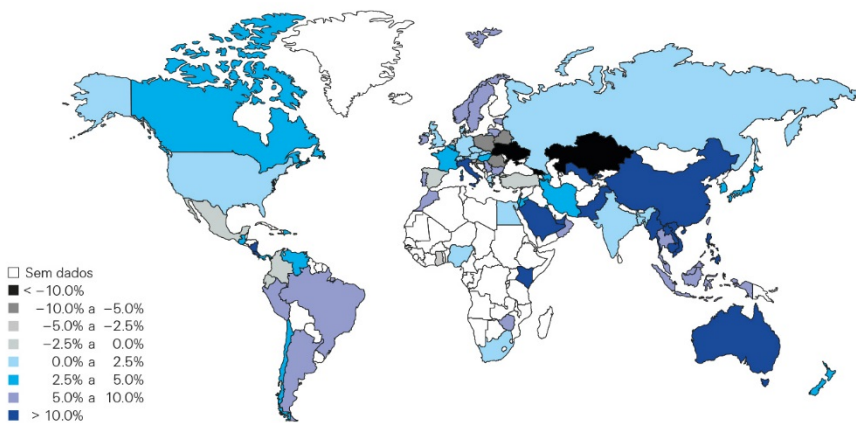 Sem dados
< −10.0%
−10.0% a −5.0%
−5.0% a −2.5%
−2.5% a 0.0%
0.0% a 2.5%
2.5% a 5.0%
5.0% a 10.0%
> 10.0%